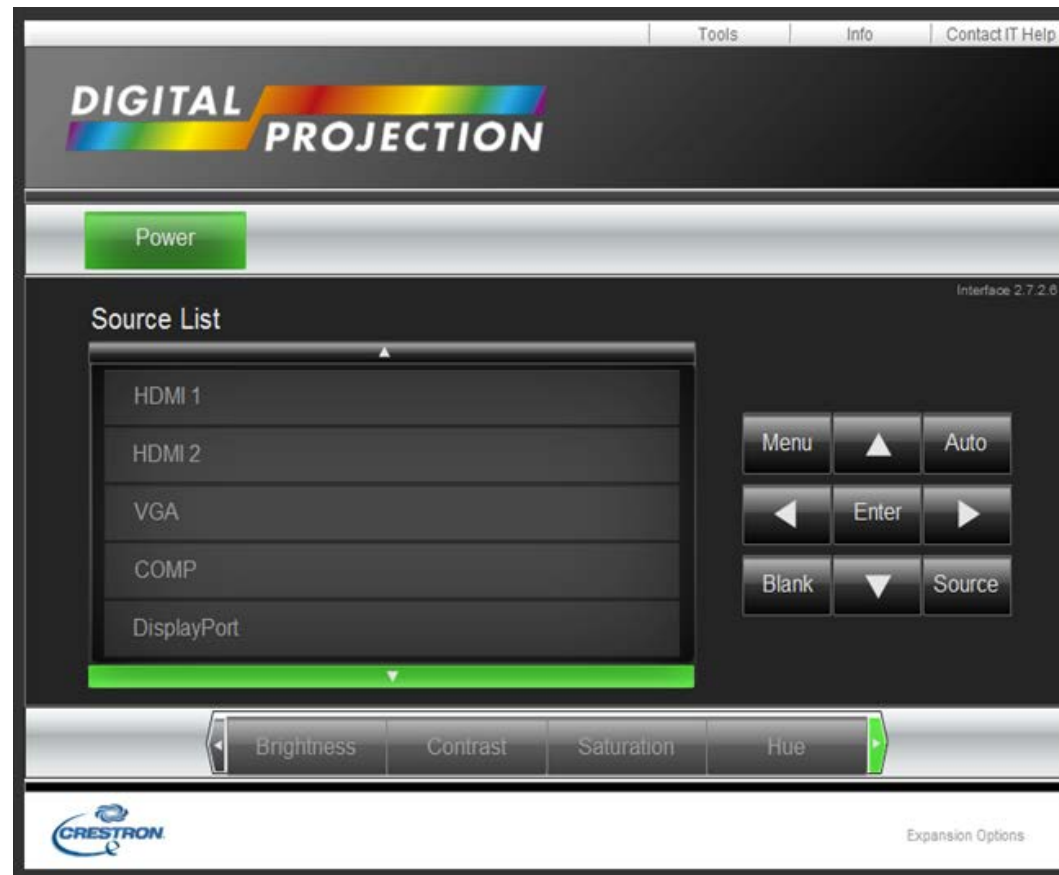 Tools Info Contact IT Help
DIGITAL
PROJECTION
Power
Interface 2.7.2.6
Source List
HDMI 1
HDMI 2
VGA
COMP
DisplayPort
Menu Auto
Enter
Blank Source
Brightness Contrast Saturation Hue
CRESTRON
Expansion Options